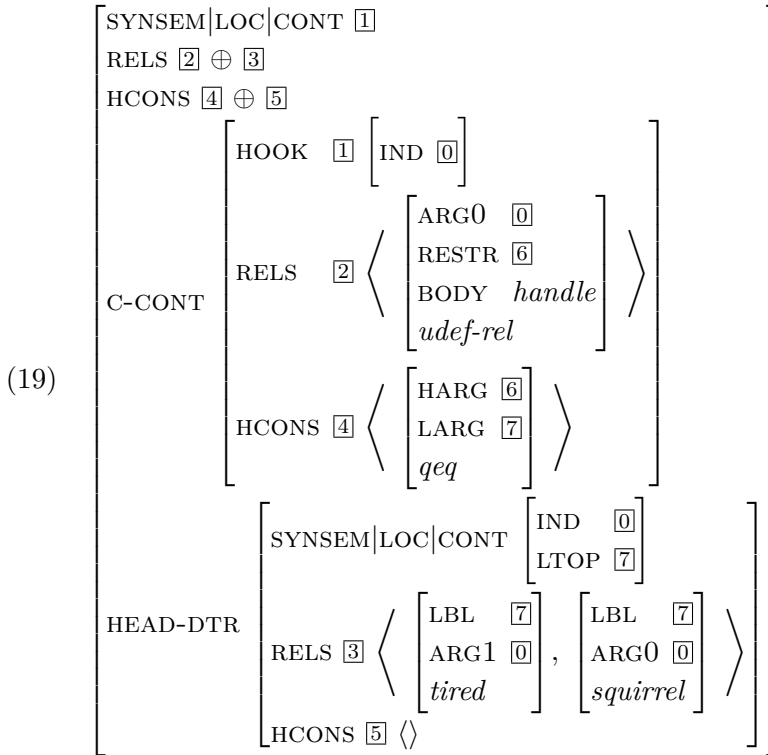 SYNSEM|LOC|CONT 1
RELS 2 ⊕ 3
HCONS 4 ⊕ 5
HOOK 1 [IND 0]
ARG0 0
RESTR 6
RELS 2 ⟨ BODY handle ⟩
udef-rel
C-CONT
(19)
HARG 6
HCONS 4 ⟨ LARG 7 ⟩
qeq
IND 0
SYNSEM|LOC|CONT
LTOP 7
HEAD-DTR
LBL 7 LBL 7
RELS 3 ⟨ ARG1 0 , ARG0 0 ⟩
tired squirrel
HCONS 5 ⟨⟩